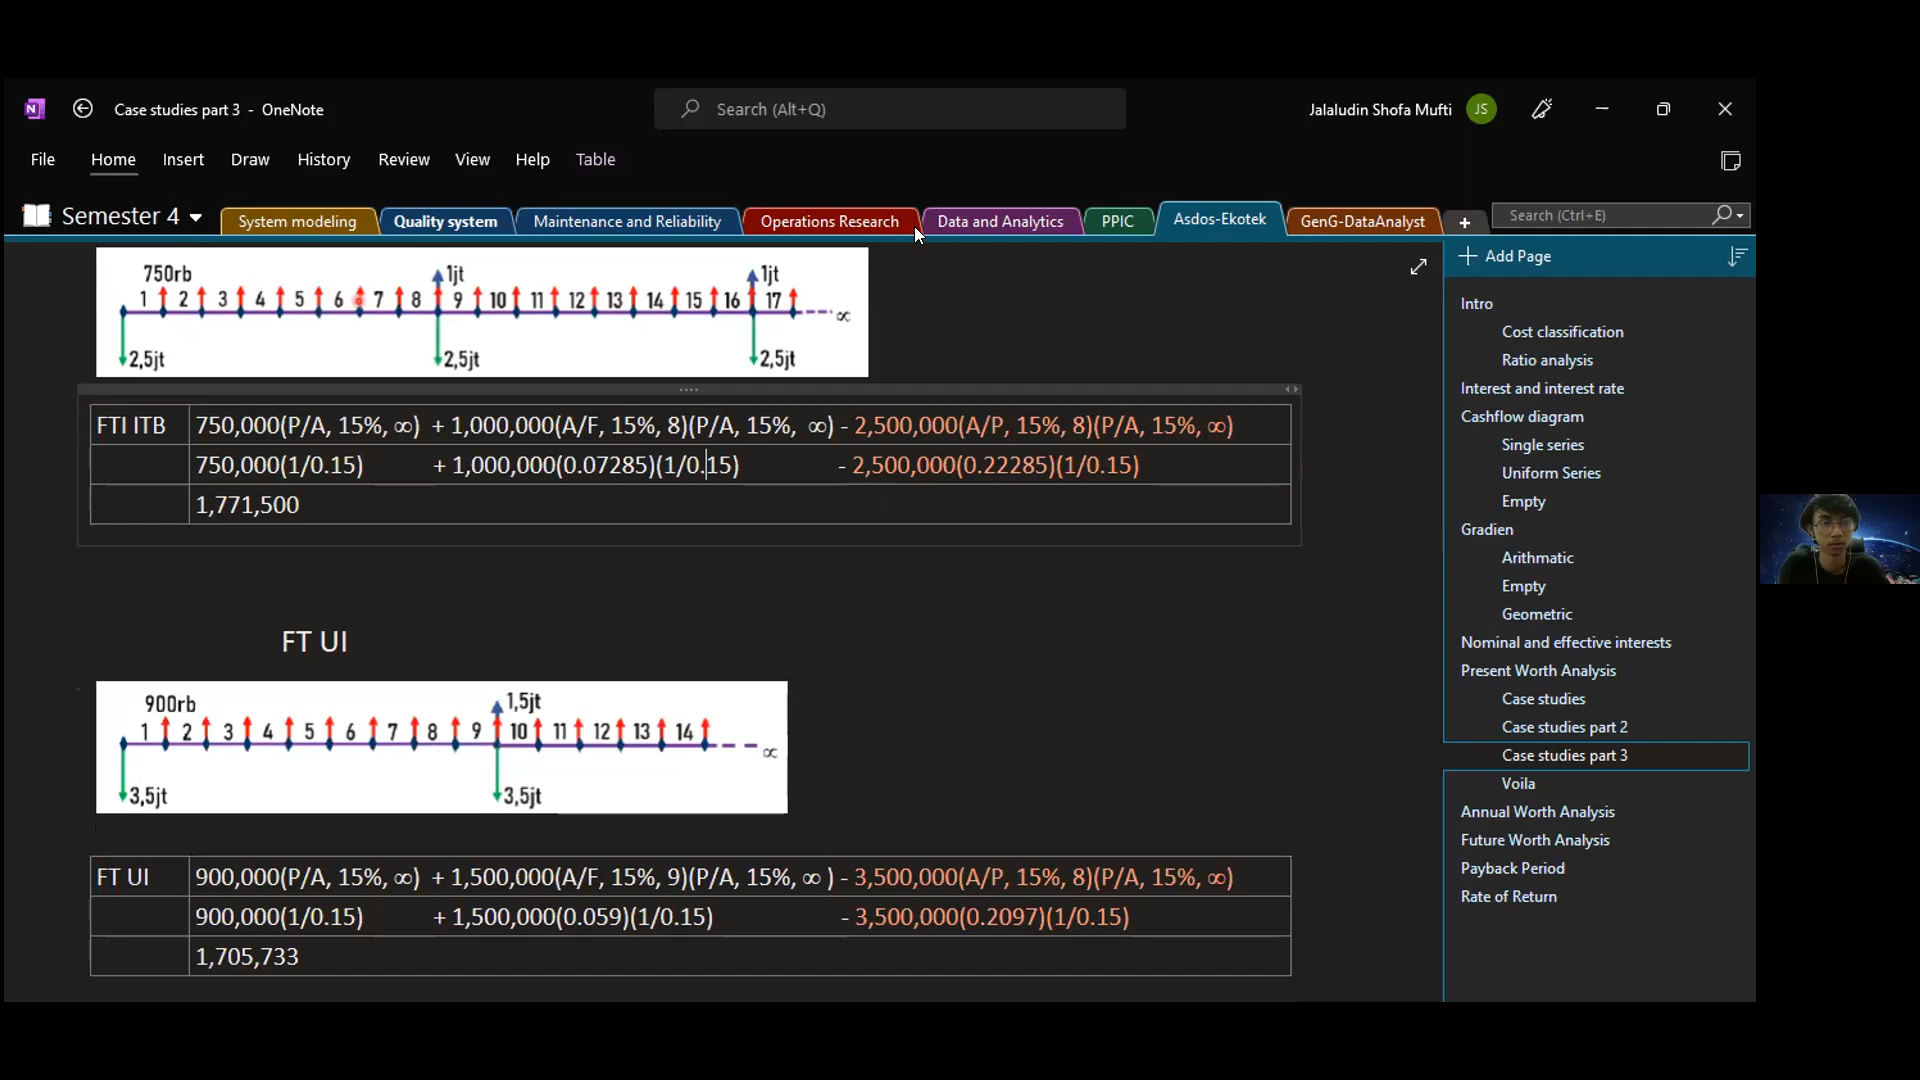 Case studies part 3 - OneNote
Search (Alt+Q)
Jalaludin Shofa Mufti
JS
File Home Insert Draw History Review View Help Table
Semester 4
System modeling
Quality system
Maintenance and Reliability
Operations Research
Data and Analytics
PPIC
Asdos-Ekotek
GenG-DataAnalyst
+
Search (Ctrl+E)
750rb 1jt 1jt
1 2 3 4 5 6 7 8 9 10 11 12 13 14 15 16 17 ∝
2,5jt 2,5jt 2,5jt
FTI ITB 750,000(P/A, 15%, ∞) + 1,000,000(A/F, 15%, 8)(P/A, 15%, ∞) - 2,500,000(A/P, 15%, 8)(P/A, 15%, ∞)
750,000(1/0.15) + 1,000,000(0.07285)(1/0.15) - 2,500,000(0.22285)(1/0.15)
1,771,500
FT UI
900rb 1,5jt
1 2 3 4 5 6 7 8 9 10 11 12 13 14 ∝
3,5jt 3,5jt
FT UI 900,000(P/A, 15%, ∞) + 1,500,000(A/F, 15%, 9)(P/A, 15%, ∞ ) - 3,500,000(A/P, 15%, 8)(P/A, 15%, ∞)
900,000(1/0.15) + 1,500,000(0.059)(1/0.15) - 3,500,000(0.2097)(1/0.15)
1,705,733
Add Page
Intro
Cost classification
Ratio analysis
Interest and interest rate
Cashflow diagram
Single series
Uniform Series
Empty
Gradien
Arithmatic
Empty
Geometric
Nominal and effective interests
Present Worth Analysis
Case studies
Case studies part 2
Case studies part 3
Voila
Annual Worth Analysis
Future Worth Analysis
Payback Period
Rate of Return